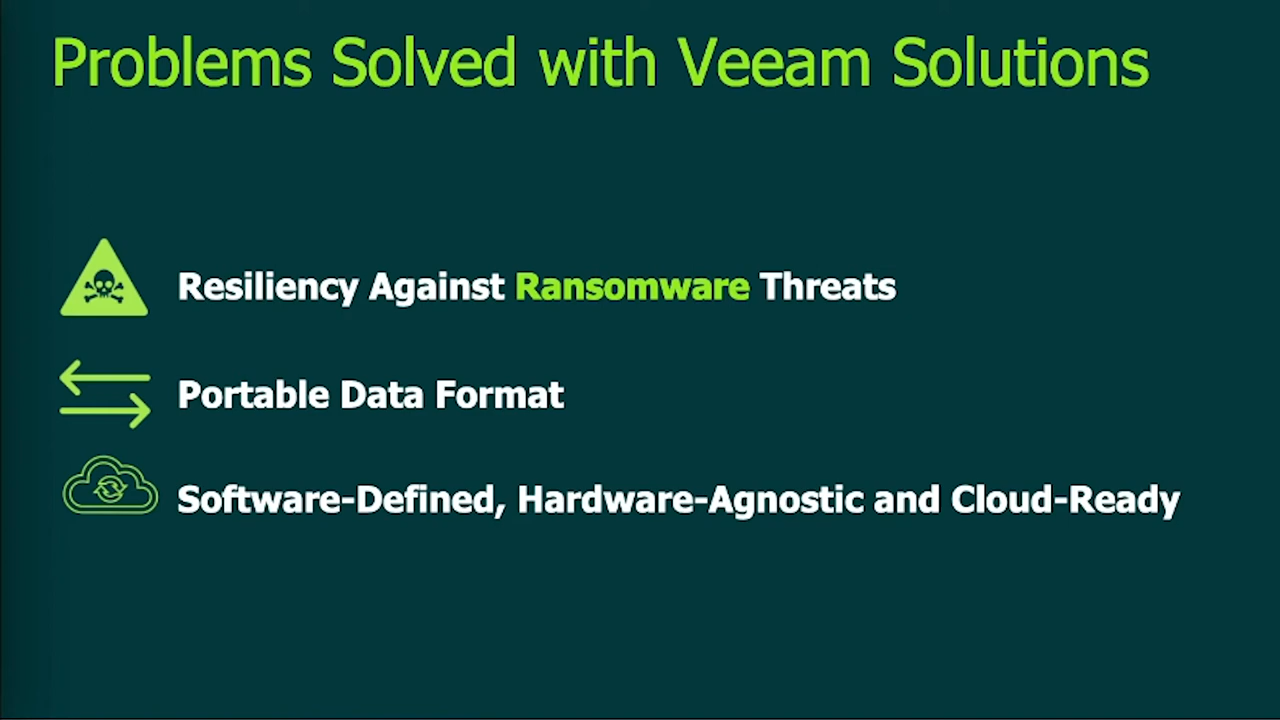 Problems Solved with Veeam Solutions
Resiliency Against Ransomware Threats
Portable Data Format
Software-Defined, Hardware-Agnostic and Cloud-Ready